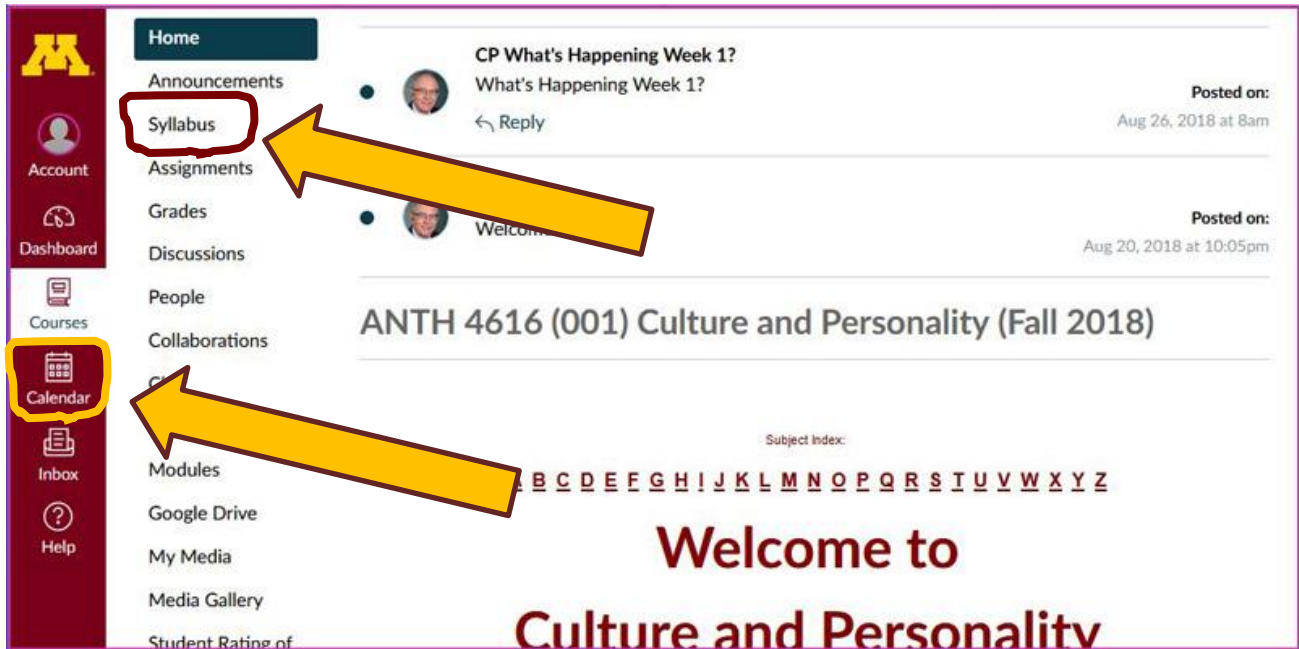 Account
Dashboard
Courses
Calendar
Inbox
Help
Home
Announcements
Syllabus
Assignments
Grades
Discussions
People
Collaborations
Modules
Google Drive
My Media
Media Gallery
Student Rating of
CP What's Happening Week 1?
What's Happening Week 1?
Reply
Posted on:
Aug 26, 2018 at 8am
Posted on:
Aug 20, 2018 at 10:05pm
ANTH 4616 (001) Culture and Personality (Fall 2018)
Subject Index:
B C D E F G H I J K L M N O P Q R S T U V W X Y Z
Welcome to
Culture and Personality